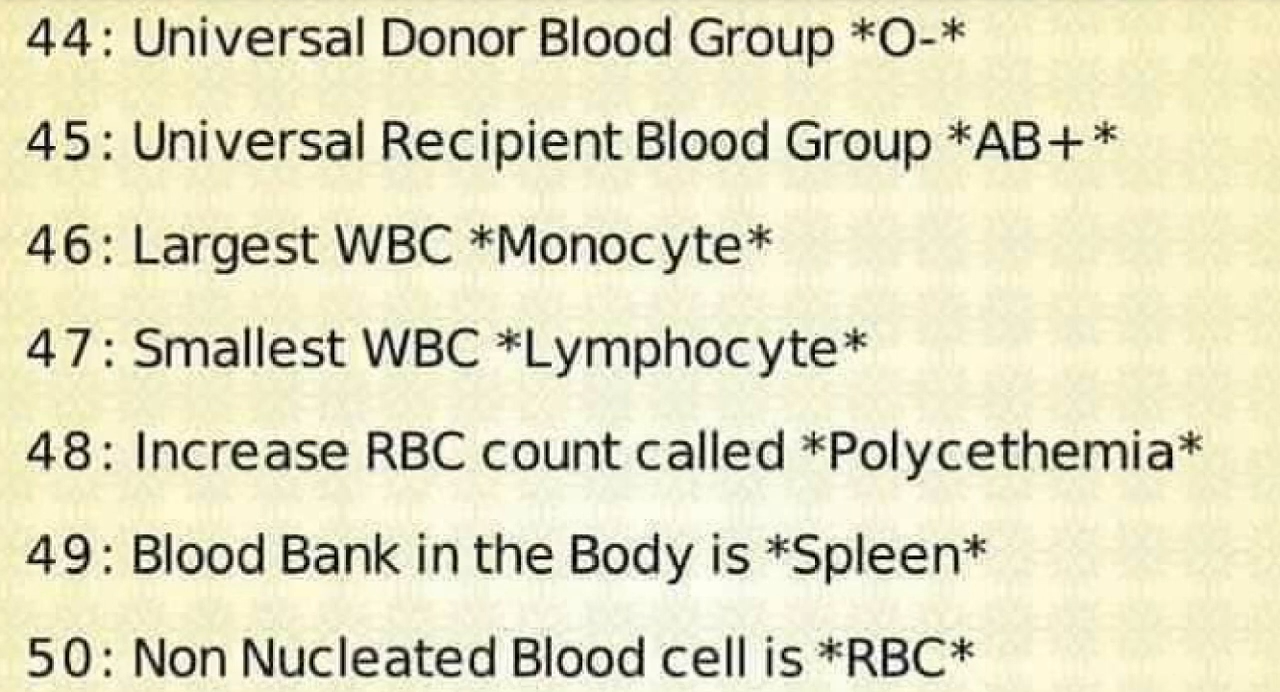 44: Universal Donor Blood Group *O-*
45: Universal Recipient Blood Group *AB+*
46: Largest WBC *Monocyte*
47: Smallest WBC *Lymphocyte*
48: Increase RBC count called *Polycethemia*
49: Blood Bank in the Body is *Spleen*
50: Non Nucleated Blood cell is *RBC*